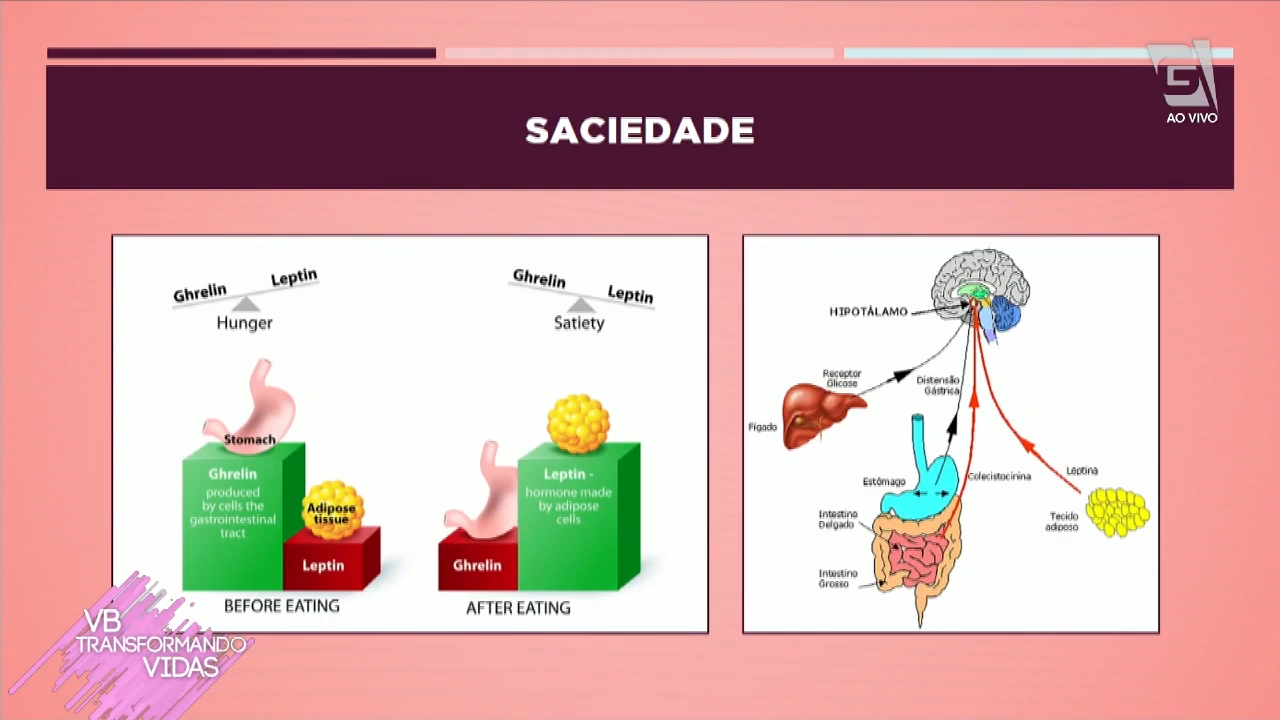 SACIEDADE
AO VIVO
Ghrelin
Leptin
Hunger
Ghrelin
Leptin
Satiety
Stomach
Ghrelin
produced
by cells the
gastrointestinal
tract
Adipose
tissue
Leptin
BEFORE EATING
Leptin -
hormone made
by adipose
cells
Ghrelin
AFTER EATING
HIPOTÁLAMO
Receptor
Glicose
Distensão
Gástrica
Fígado
Estômago
Colecistocinina
Leptina
Intestino
Delgado
Tecido
adiposo
Intestino
Grosso
VB
TRANSFORMANDO
VIDAS